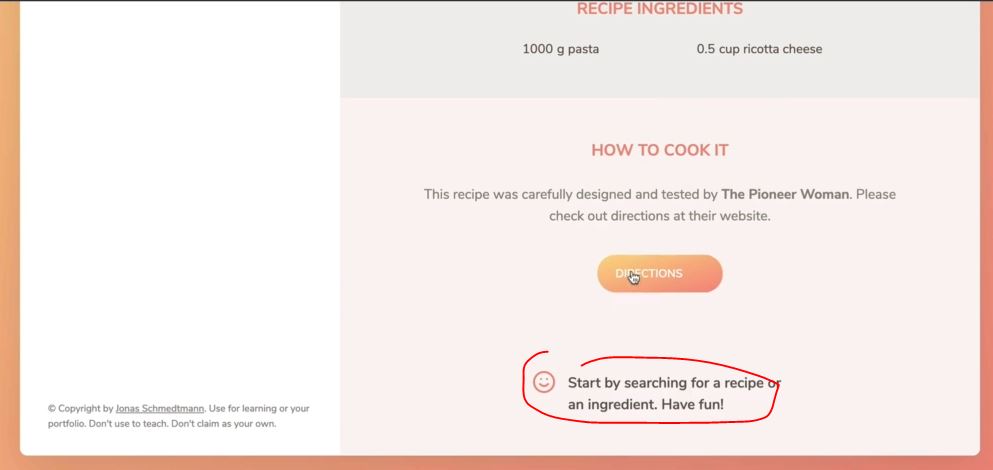 RECIPE INGREDIENTS
1000 g pasta 0.5 cup ricotta cheese
HOW TO COOK IT
This recipe was carefully designed and tested by The Pioneer Woman. Please
check out directions at their website.
DIRECTIONS
Start by searching for a recipe or
an ingredient. Have fun!
© Copyright by Jonas Schmedtmann. Use for learning or your
portfolio. Don't use to teach. Don't claim as your own.